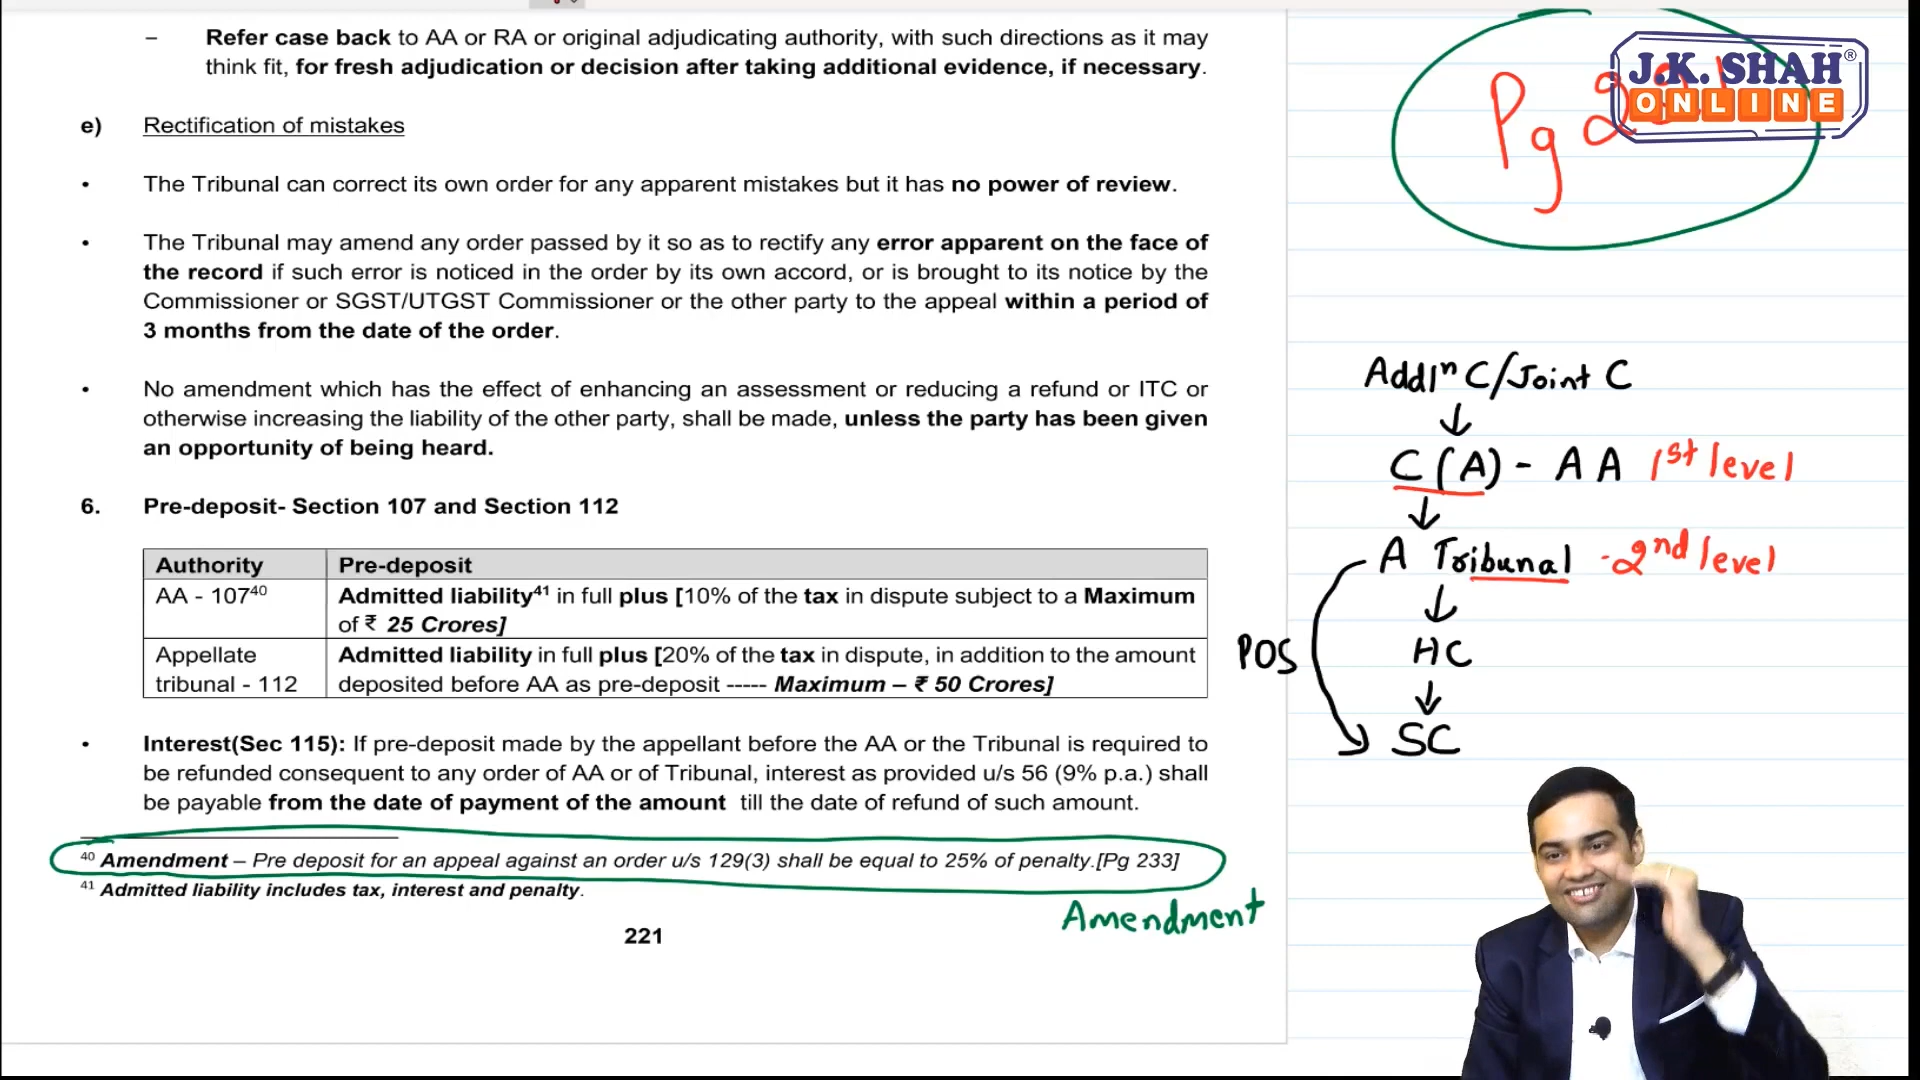 – Refer case back to AA or RA or original adjudicating authority, with such directions as it may
think fit, for fresh adjudication or decision after taking additional evidence, if necessary.
e) Rectification of mistakes
• The Tribunal can correct its own order for any apparent mistakes but it has no power of review.
• The Tribunal may amend any order passed by it so as to rectify any error apparent on the face of
the record if such error is noticed in the order by its own accord, or is brought to its notice by the
Commissioner or SGST/UTGST Commissioner or the other party to the appeal within a period of
3 months from the date of the order.
• No amendment which has the effect of enhancing an assessment or reducing a refund or ITC or
otherwise increasing the liability of the other party, shall be made, unless the party has been given
an opportunity of being heard.
6. Pre-deposit- Section 107 and Section 112
Authority Pre-deposit
AA - 107⁴⁰ Admitted liability⁴¹ in full plus [10% of the tax in dispute subject to a Maximum
of ₹ 25 Crores]
Appellate Admitted liability in full plus [20% of the tax in dispute, in addition to the amount
tribunal - 112 deposited before AA as pre-deposit ----- Maximum – ₹ 50 Crores]
• Interest(Sec 115): If pre-deposit made by the appellant before the AA or the Tribunal is required to
be refunded consequent to any order of AA or of Tribunal, interest as provided u/s 56 (9% p.a.) shall
be payable from the date of payment of the amount till the date of refund of such amount.
⁴⁰ Amendment – Pre deposit for an appeal against an order u/s 129(3) shall be equal to 25% of penalty.[Pg 233]
⁴¹ Admitted liability includes tax, interest and penalty.
Amendment
221
Pg
J.K. SHAH®
ONLINE
Addlⁿ C/Joint C
↓
C (A) - AA 1st level
↓
A Tribunal - 2nd level
↓
POS HC
↓
SC